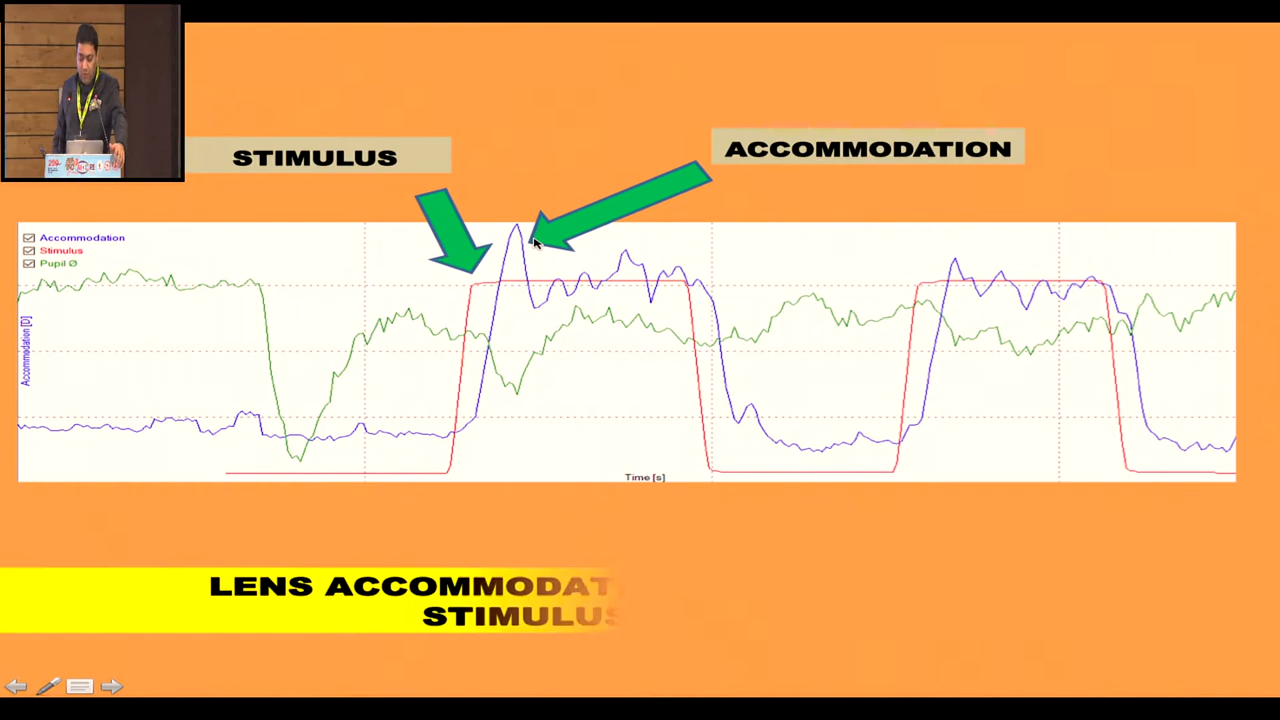 STIMULUS
ACCOMMODATION
Accommodation
Stimulus
Pupil Ø
Accommodation [D]
Time [s]
LENS ACCOMMODAT
STIMULUS